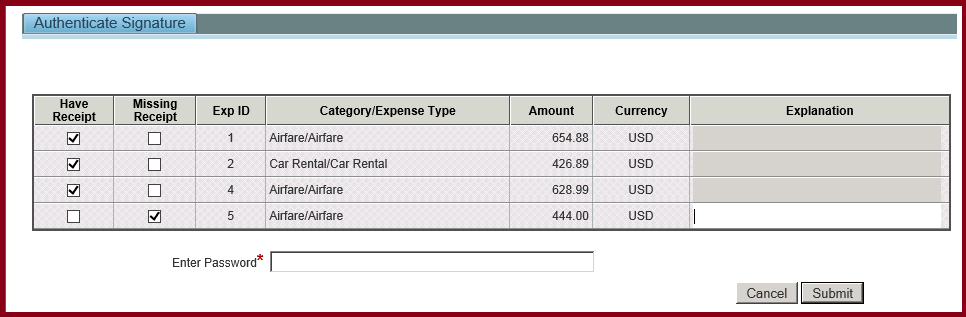 Authenticate Signature
Have Receipt Missing Receipt Exp ID Category/Expense Type Amount Currency Explanation
1 Airfare/Airfare 654.88 USD
2 Car Rental/Car Rental 426.89 USD
4 Airfare/Airfare 628.99 USD
5 Airfare/Airfare 444.00 USD
Enter Password*
Cancel Submit